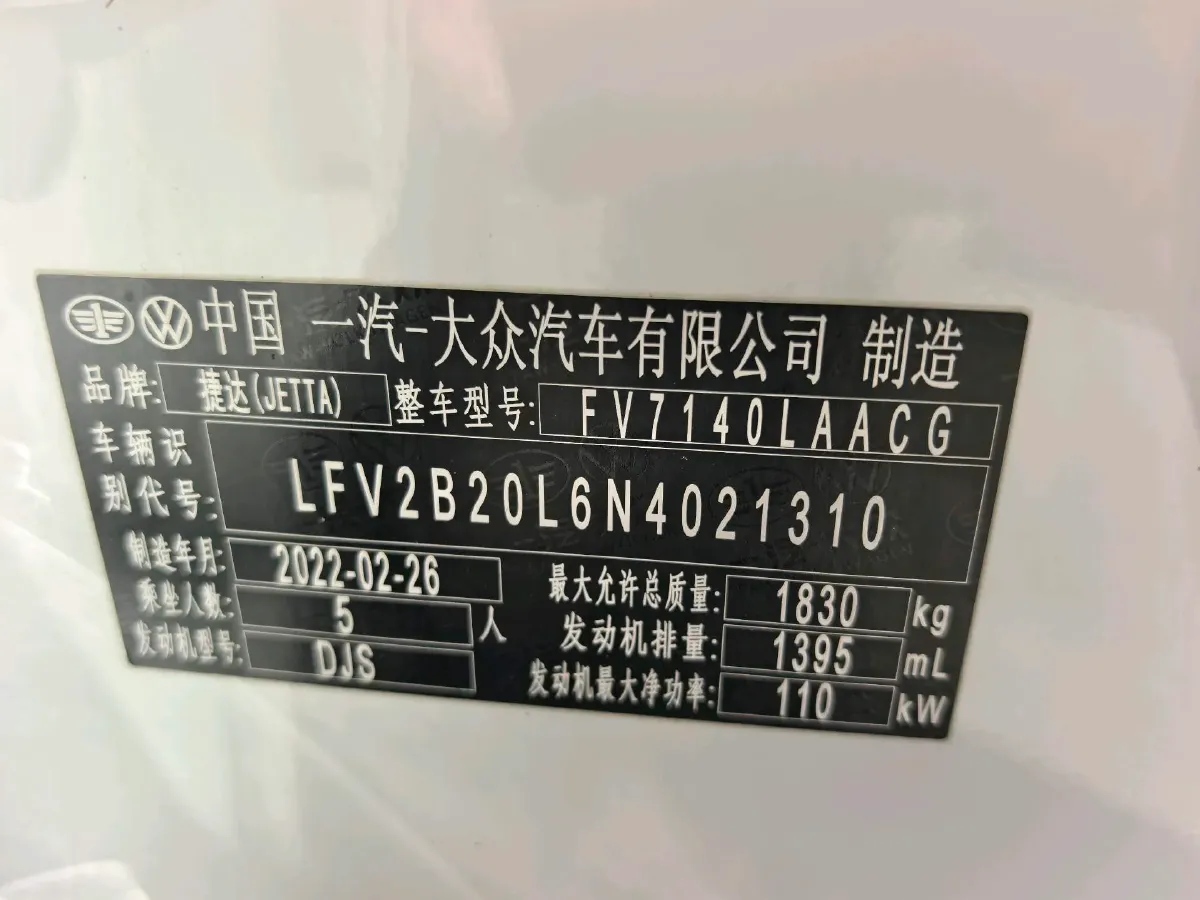 中国 一汽-大众汽车有限公司 制造
品牌: 捷达(JETTA) 整车型号: FV7140LAACG
车辆识别代号: LFV2B20L6N4021310
制造年月: 2022-02-26
乘坐人数: 5 人
发动机型号: DJS
最大允许总质量: 1830 kg
发动机排量: 1395 mL
发动机最大净功率: 110 kW